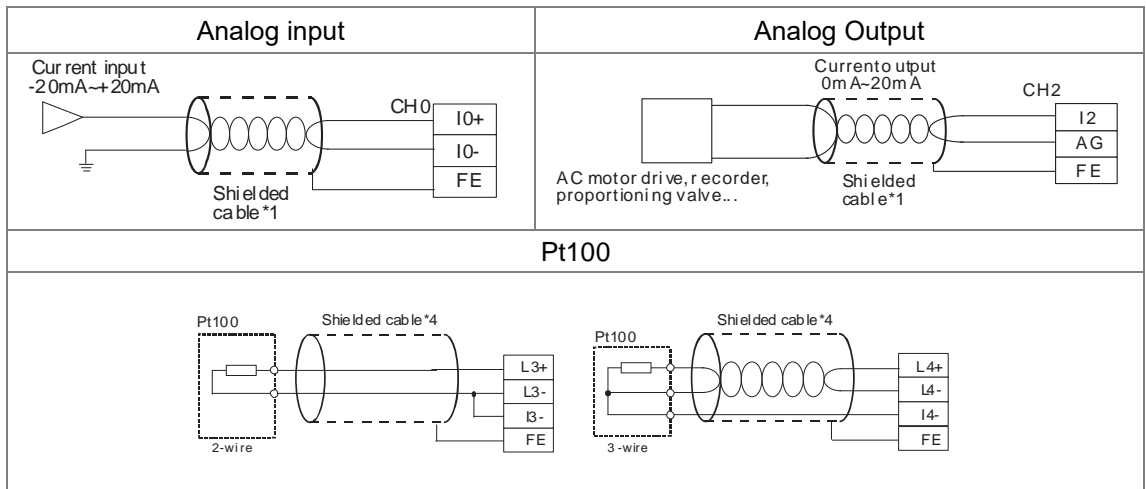 Analog input
Analog Output
Current input
-20mA~+20mA
CH0
I0+
I0-
FE
Shielded
cable*1
Currentoutput
0mA~20mA
CH2
I2
AG
FE
AC motor drive, recorder,
proportioning valve...
Shielded
cable*1
Pt100
Pt100
Shielded cable*4
L3+
L3-
I3-
FE
2-wire
Pt100
Shielded cable*4
L4+
L4-
I4-
FE
3-wire